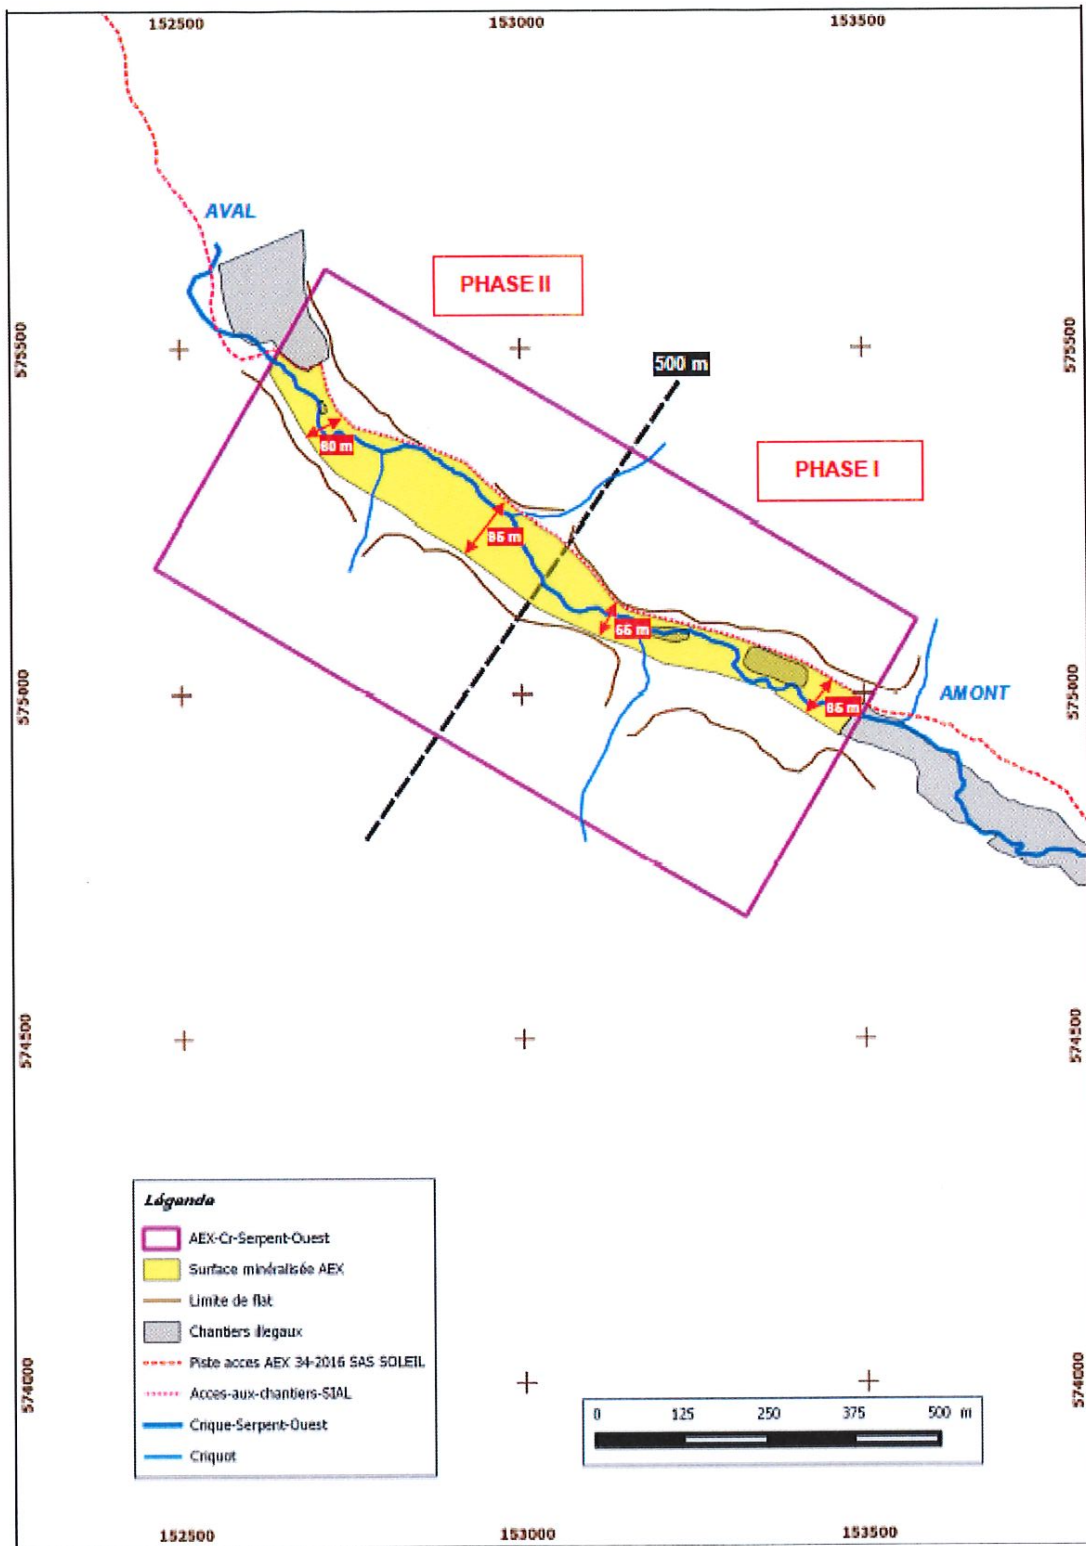 152500 153000 153500
AVAL
PHASE II
575500 575500
500 m
PHASE I
80 m
86 m
66 m
575000 575000
AMONT
86 m
574500 574500
Légende
AEX-Cr-Serpent-Ouest
Surface minéralisée AEX
Limite de flat
Chantiers illegaux
Piste acces AEX 34-2016 SAS SOLEIL
Acces-aux-chantiers-SIAL
Crique-Serpent-Ouest
Criquot
574000 574000
0 125 250 375 500 m
152500 153000 153500